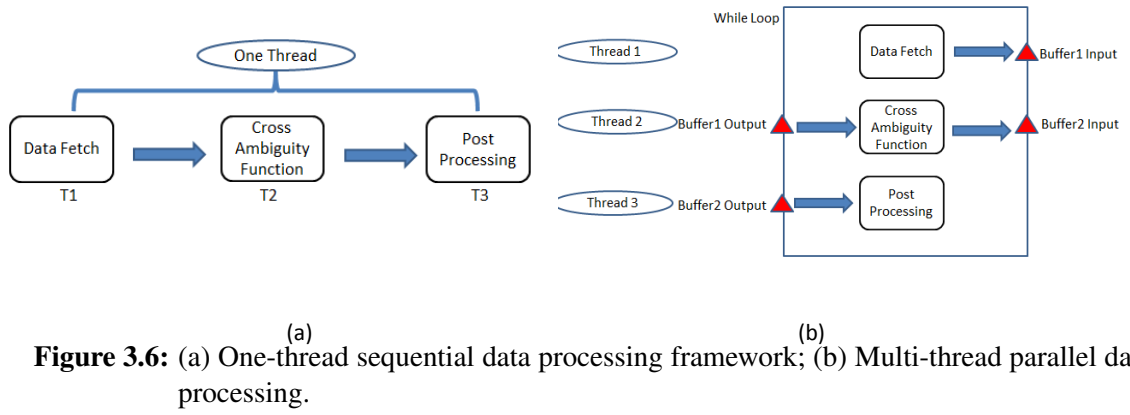 One Thread
Data Fetch
Cross
Ambiguity
Function
Post
Processing
T1
T2
T3
(a)
While Loop
Thread 1
Data Fetch
Buffer1 Input
Thread 2
Buffer1 Output
Cross
Ambiguity
Function
Buffer2 Input
Thread 3
Buffer2 Output
Post
Processing
(b)
Figure 3.6: (a) One-thread sequential data processing framework; (b) Multi-thread parallel da
processing.